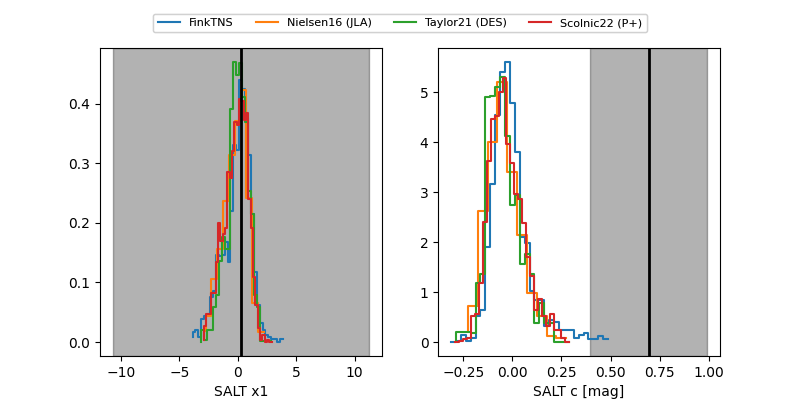 FinkTNS Nielsen16 (JLA) Taylor21 (DES) Scolnic22 (P+)
0.4
0.3
0.2
0.1
0.0
−10 −5 0 5 10
SALT x1
5
4
3
2
1
0
−0.25 0.00 0.25 0.50 0.75 1.00
SALT c [mag]